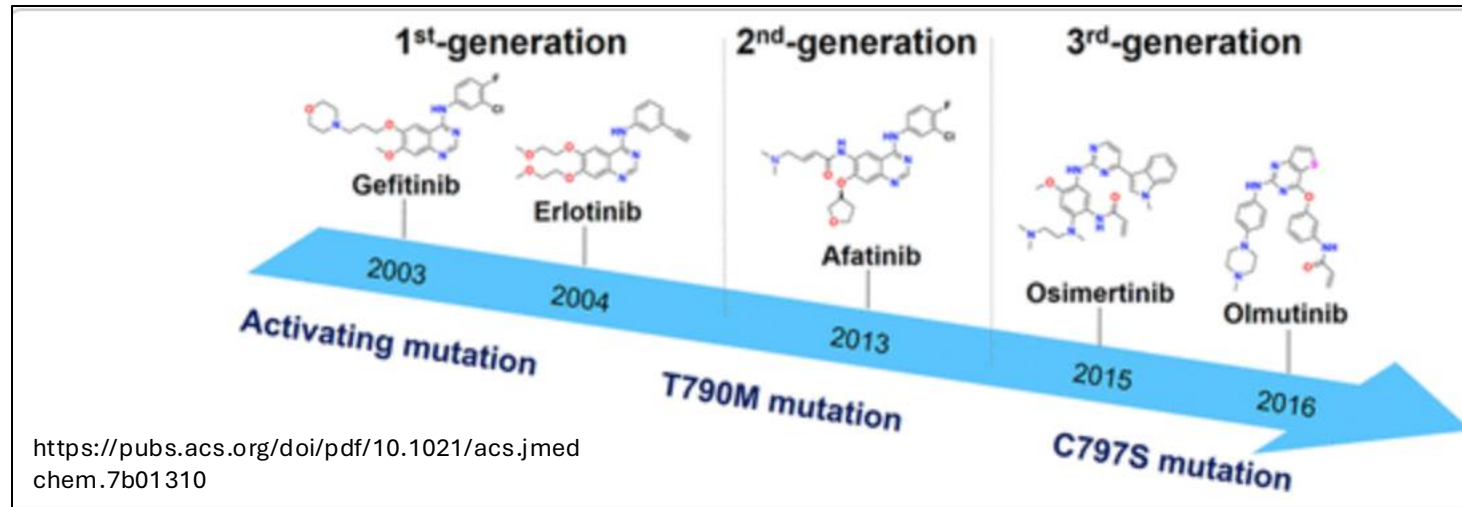 1st-generation
2nd-generation
3rd-generation
Gefitinib
Erlotinib
Afatinib
Osimertinib
Olmutinib
2003
2004
2013
2015
2016
Activating mutation
T790M mutation
C797S mutation
https://pubs.acs.org/doi/pdf/10.1021/acs.jmed
chem.7b01310